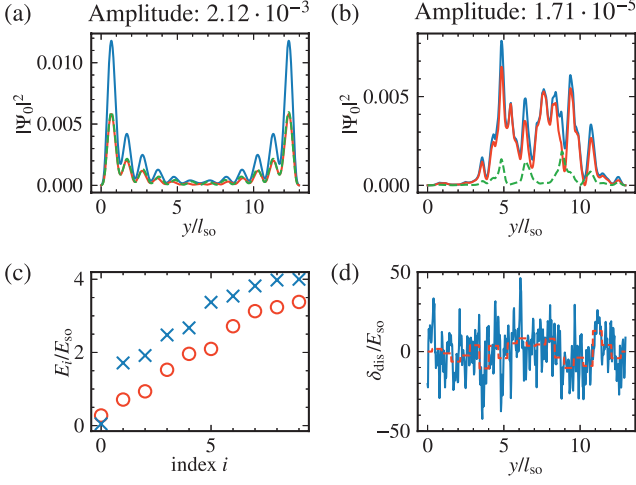 (a) Amplitude: 2.12 · 10⁻³
|Ψ₀|²
0.010
0.005
0.000
0 5 10
y/lₛₒ
(b) Amplitude: 1.71 · 10⁻⁵
|Ψ₀|²
0.005
0.000
0 5 10
y/lₛₒ
(c)
Eᵢ/Eₛₒ
4
2
0
0 5
index i
(d)
δ_dis/Eₛₒ
50
0
−50
0 5 10
y/lₛₒ